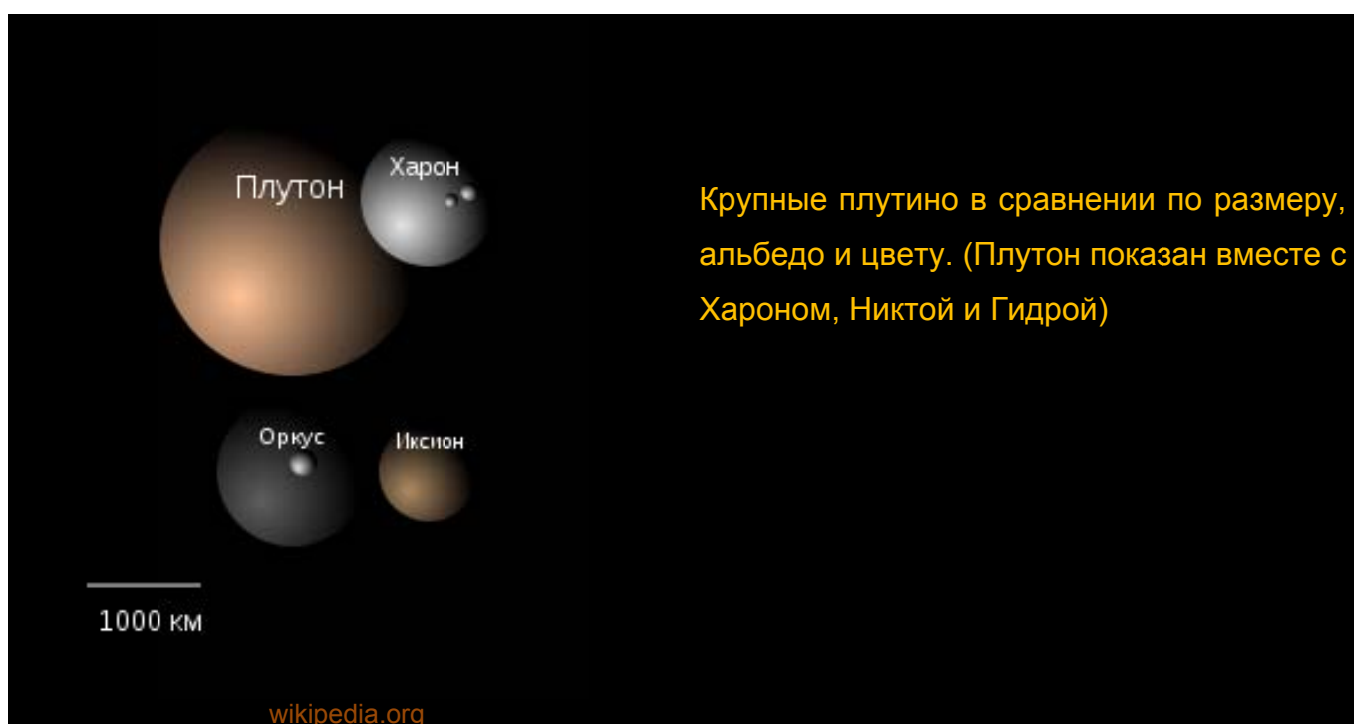 Плутон
Харон
Крупные плутино в сравнении по размеру,
альбедо и цвету. (Плутон показан вместе с
Хароном, Никтой и Гидрой)
Оркус
Иксион
1000 км
wikipedia.org